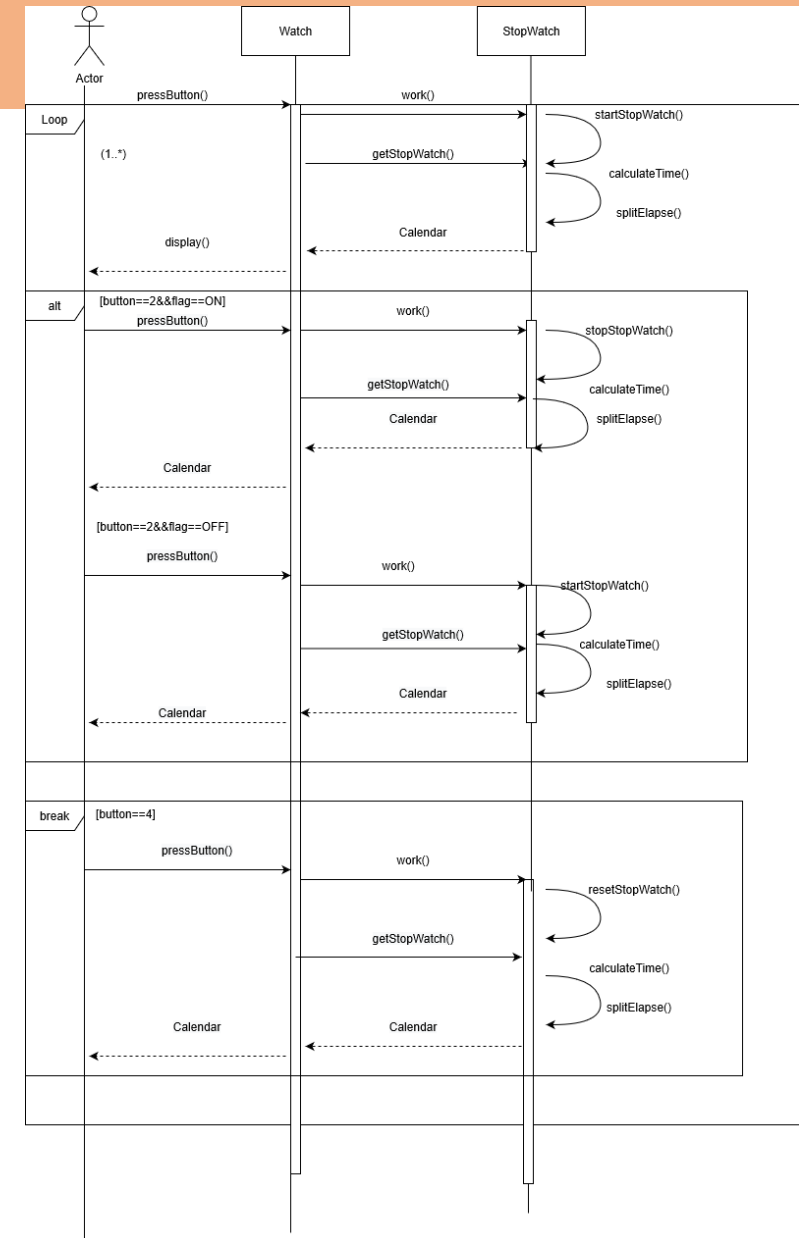 Watch
StopWatch
Actor
pressButton()
work()
Loop
startStopWatch()
(1..*)
getStopWatch()
calculateTime()
splitElapse()
Calendar
display()
alt
[button==2&&flag==ON]
pressButton()
work()
stopStopWatch()
getStopWatch()
calculateTime()
Calendar
splitElapse()
Calendar
[button==2&&flag==OFF]
pressButton()
work()
startStopWatch()
getStopWatch()
calculateTime()
splitElapse()
Calendar
Calendar
break
[button==4]
pressButton()
work()
resetStopWatch()
getStopWatch()
calculateTime()
splitElapse()
Calendar
Calendar